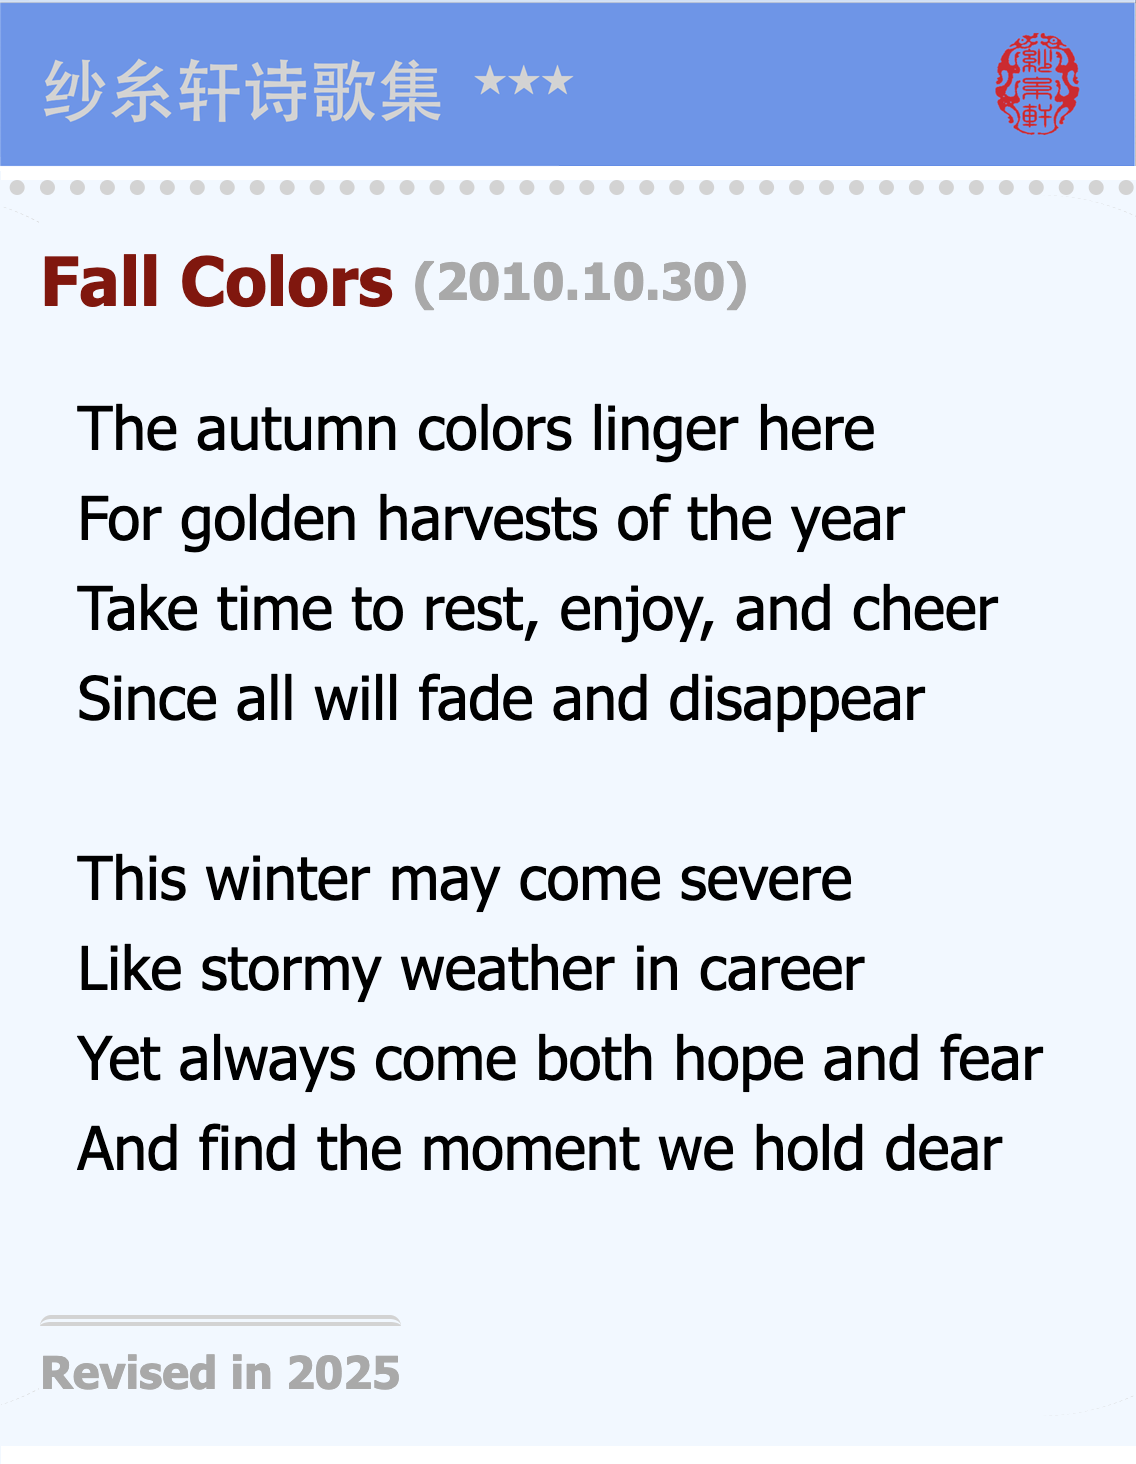 纱糸轩诗歌集 ★★★
紗糸軒
Fall Colors (2010.10.30)
The autumn colors linger here
For golden harvests of the year
Take time to rest, enjoy, and cheer
Since all will fade and disappear
This winter may come severe
Like stormy weather in career
Yet always come both hope and fear
And find the moment we hold dear
Revised in 2025